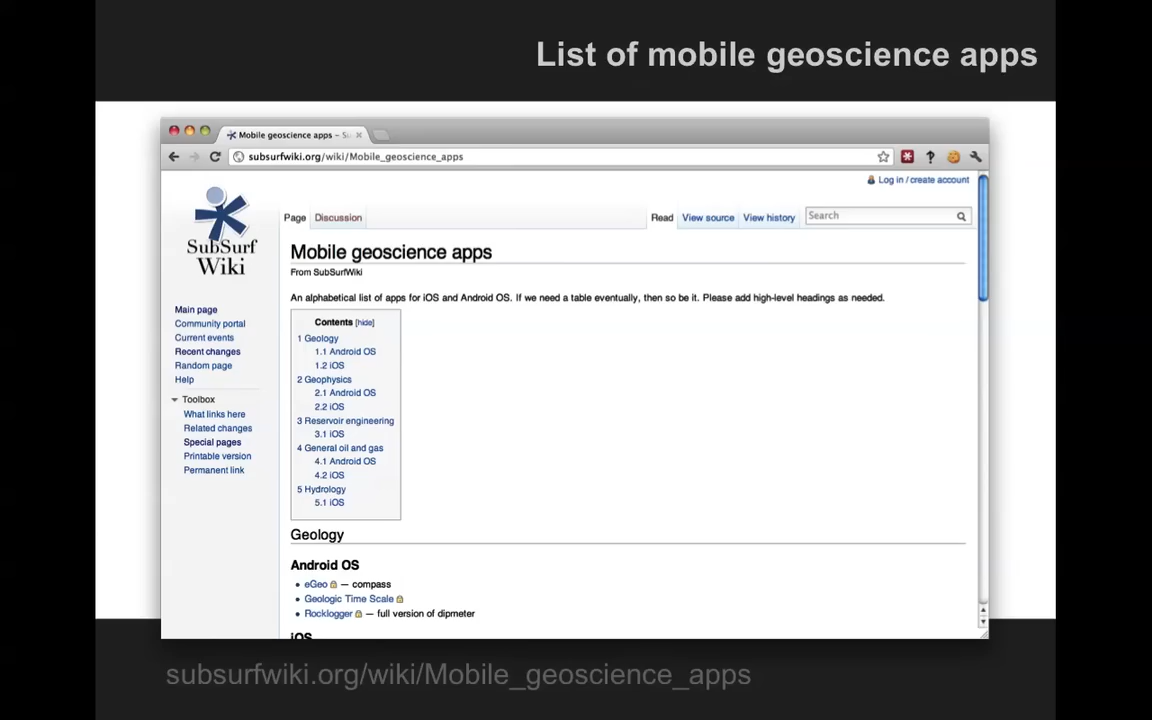 List of mobile geoscience apps
Mobile geoscience apps – Su
subsurfwiki.org/wiki/Mobile_geoscience_apps
Log in / create account
Page Discussion Read View source View history Search
SubSurf
Wiki
Mobile geoscience apps
From SubSurfWiki
An alphabetical list of apps for iOS and Android OS. If we need a table eventually, then so be it. Please add high-level headings as needed.
Main page
Community portal
Current events
Recent changes
Random page
Help
Toolbox
What links here
Related changes
Special pages
Printable version
Permanent link
Contents [hide]
1 Geology
1.1 Android OS
1.2 iOS
2 Geophysics
2.1 Android OS
2.2 iOS
3 Reservoir engineering
3.1 iOS
4 General oil and gas
4.1 Android OS
4.2 iOS
5 Hydrology
5.1 iOS
Geology
Android OS
• eGeo — compass
• Geologic Time Scale
• Rocklogger — full version of dipmeter
iOS
subsurfwiki.org/wiki/Mobile_geoscience_apps